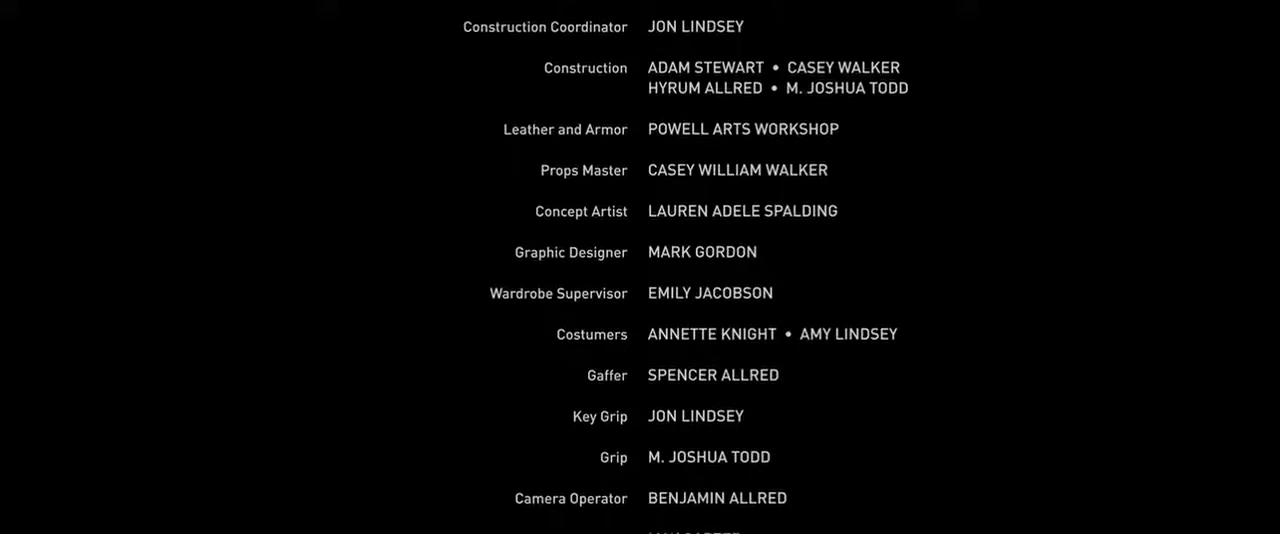 Construction Coordinator JON LINDSEY
Construction ADAM STEWART • CASEY WALKER
HYRUM ALLRED • M. JOSHUA TODD
Leather and Armor POWELL ARTS WORKSHOP
Props Master CASEY WILLIAM WALKER
Concept Artist LAUREN ADELE SPALDING
Graphic Designer MARK GORDON
Wardrobe Supervisor EMILY JACOBSON
Costumers ANNETTE KNIGHT • AMY LINDSEY
Gaffer SPENCER ALLRED
Key Grip JON LINDSEY
Grip M. JOSHUA TODD
Camera Operator BENJAMIN ALLRED